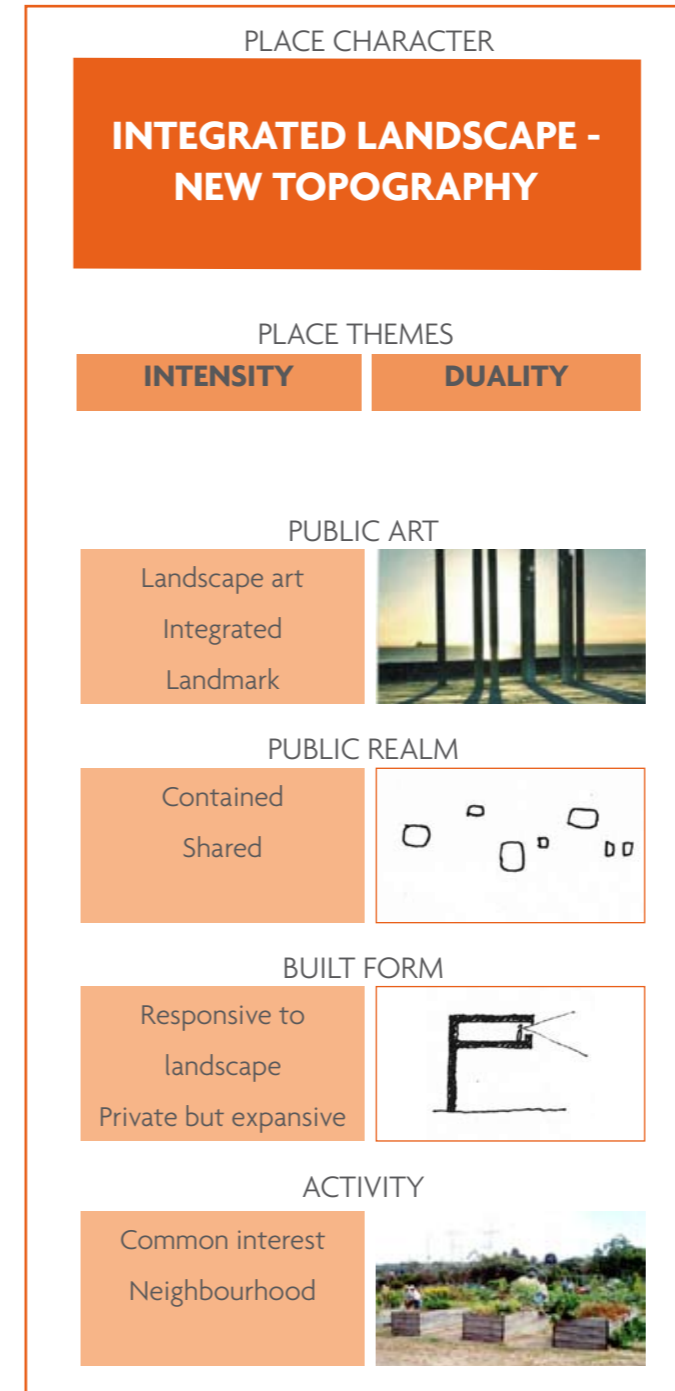 PLACE CHARACTER
INTEGRATED LANDSCAPE -
NEW TOPOGRAPHY
PLACE THEMES
INTENSITY
DUALITY
PUBLIC ART
Landscape art
Integrated
Landmark
PUBLIC REALM
Contained
Shared
BUILT FORM
Responsive to
landscape
Private but expansive
ACTIVITY
Common interest
Neighbourhood